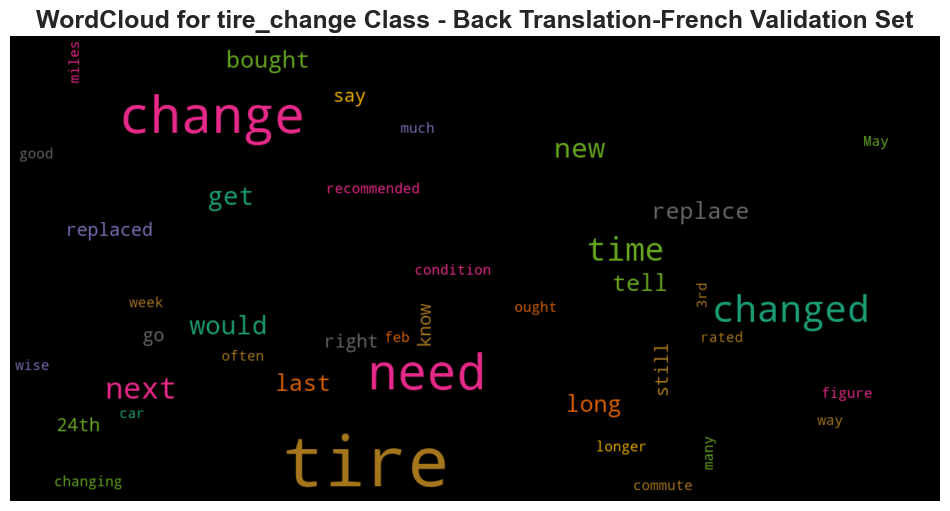 WordCloud for tire_change Class - Back Translation-French Validation Set
miles
bought
say
change
much
good
new
May
recommended
get
replace
replaced
time
condition
tell
week
ought
3rd
changed
would
know
go
right
feb
rated
often
still
wise
need
next
last
figure
long
car
24th
way
longer
many
tire
changing
commute